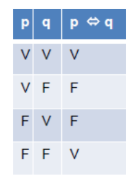 p q p ⇔ q
V V V
V F F
F V F
F F V